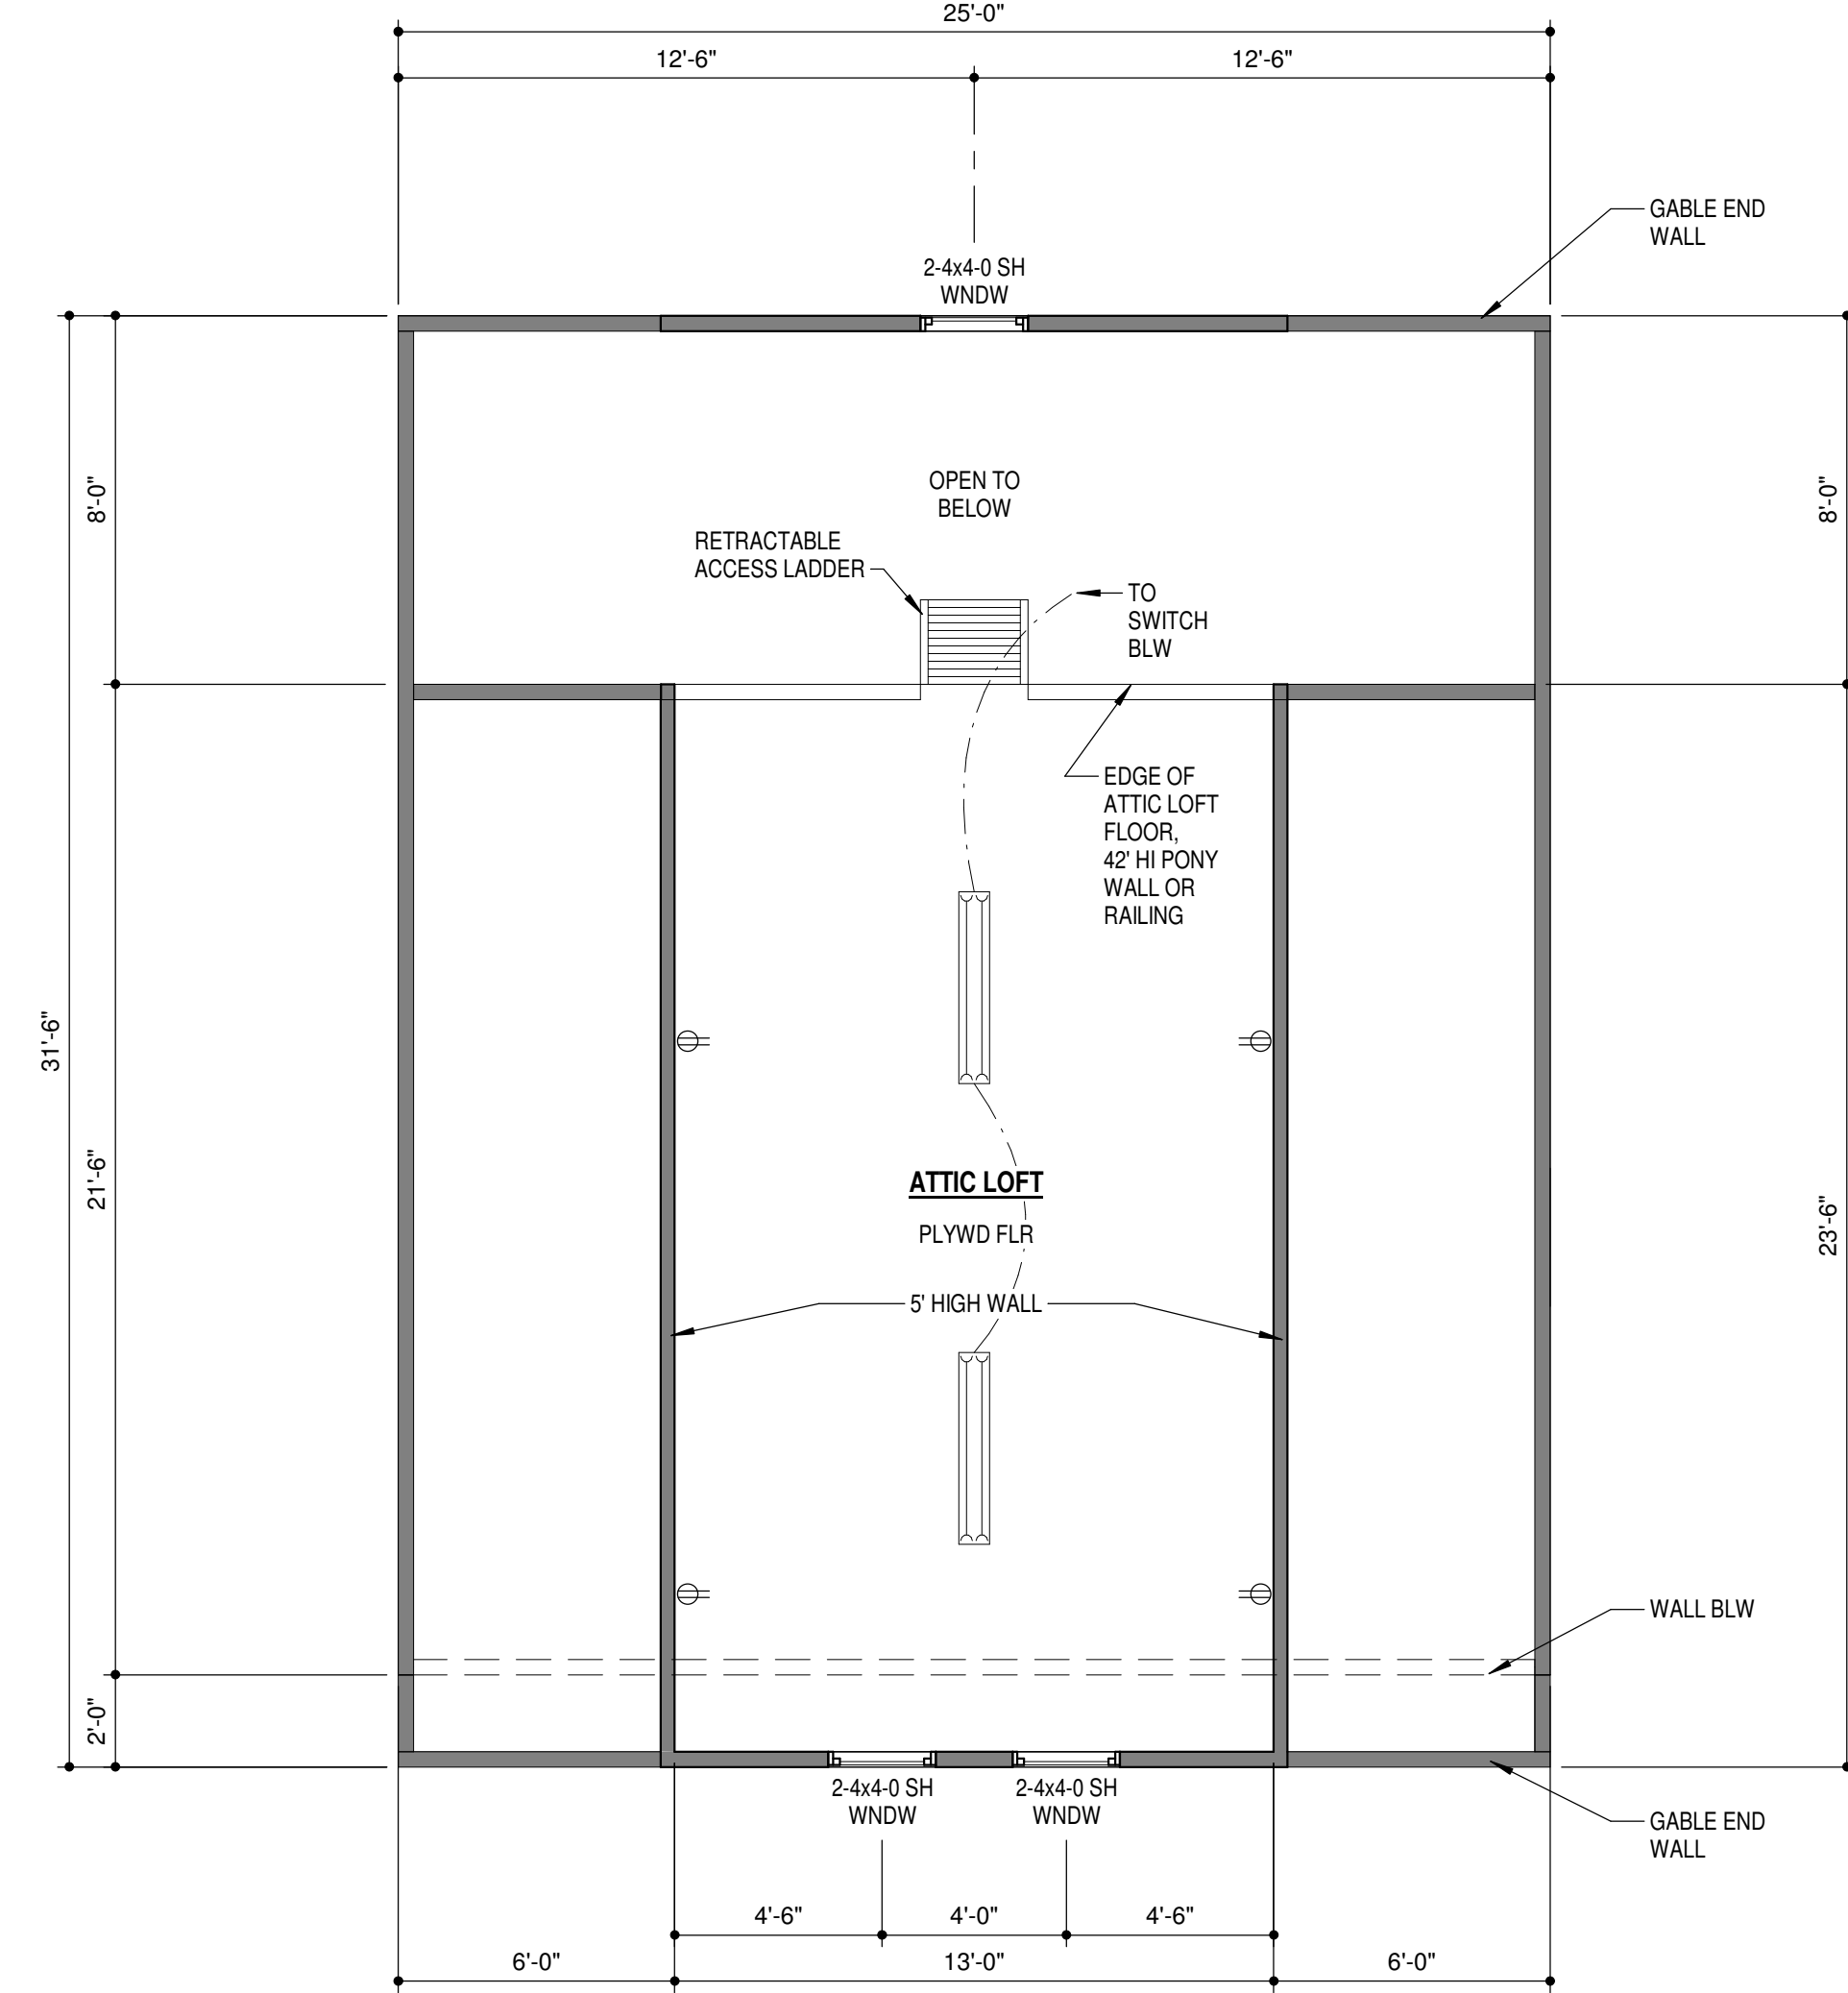 25'-0"
12'-6"
12'-6"
GABLE END
WALL
2-4x4-0 SH
WNDW
OPEN TO
BELOW
8'-0"
8'-0"
RETRACTABLE
ACCESS LADDER
TO
SWITCH
BLW
EDGE OF
ATTIC LOFT
FLOOR,
42' HI PONY
WALL OR
RAILING
31'-6"
21'-6"
23'-6"
ATTIC LOFT
PLYWD FLR
5' HIGH WALL
WALL BLW
2'-0"
2-4x4-0 SH
WNDW
2-4x4-0 SH
WNDW
GABLE END
WALL
4'-6"
4'-0"
4'-6"
6'-0"
13'-0"
6'-0"